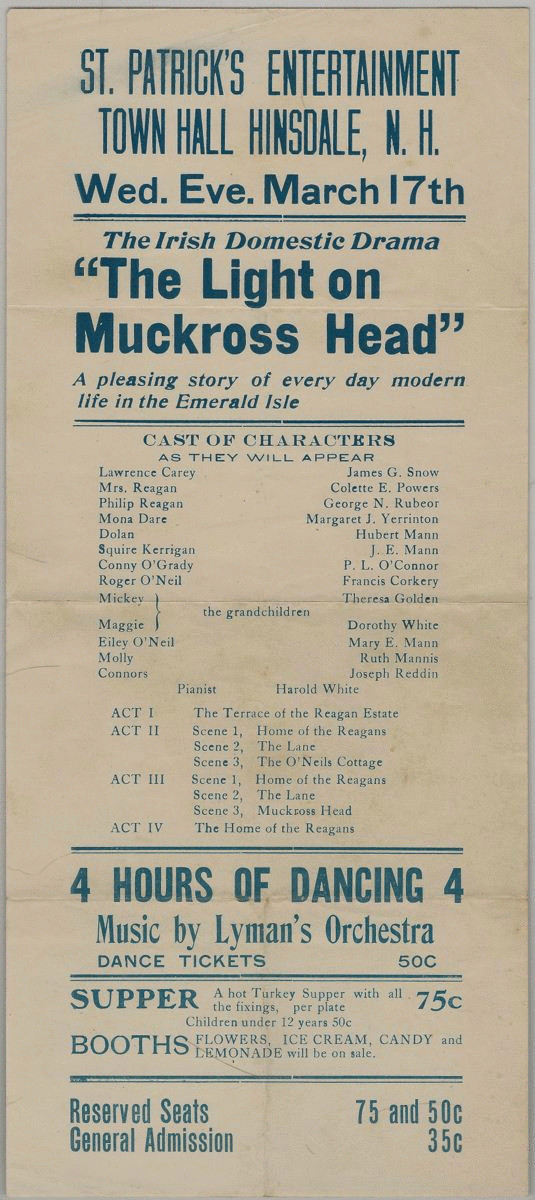 ST. PATRICK'S ENTERTAINMENT
TOWN HALL HINSDALE, N. H.
Wed. Eve. March 17th
The Irish Domestic Drama
"The Light on
Muckross Head"
A pleasing story of every day modern
life in the Emerald Isle
CAST OF CHARACTERS
AS THEY WILL APPEAR
Lawrence Carey James G. Snow
Mrs. Reagan Colette E. Powers
Philip Reagan George N. Rubeor
Mona Dare Margaret J. Yerrinton
Dolan Hubert Mann
Squire Kerrigan J. E. Mann
Conny O'Grady P. L. O'Connor
Roger O'Neil Francis Corkery
Mickey } Theresa Golden
the grandchildren
Maggie Dorothy White
Eiley O'Neil Mary E. Mann
Molly Ruth Mannis
Connors Joseph Reddin
Pianist Harold White
ACT I The Terrace of the Reagan Estate
ACT II Scene 1, Home of the Reagans
Scene 2, The Lane
Scene 3, The O'Neils Cottage
ACT III Scene 1, Home of the Reagans
Scene 2, The Lane
Scene 3, Muckross Head
ACT IV The Home of the Reagans
4 HOURS OF DANCING 4
Music by Lyman's Orchestra
DANCE TICKETS 50C
SUPPER A hot Turkey Supper with all the fixings, per plate 75c
Children under 12 years 50c
BOOTHS FLOWERS, ICE CREAM, CANDY and
LEMONADE will be on sale.
Reserved Seats 75 and 50c
General Admission 35c